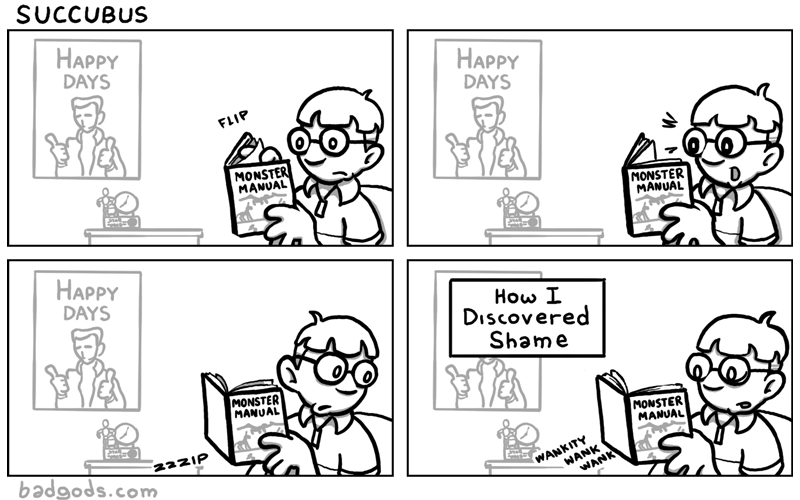 SUCCUBUS
HAPPY
DAYS
FLIP
MONSTER
MANUAL
HAPPY
DAYS
MONSTER
MANUAL
HAPPY
DAYS
MONSTER
MANUAL
ZZZIP
How I
Discovered
Shame
MONSTER
MANUAL
WANKITY
WANK
WANK
badgods.com